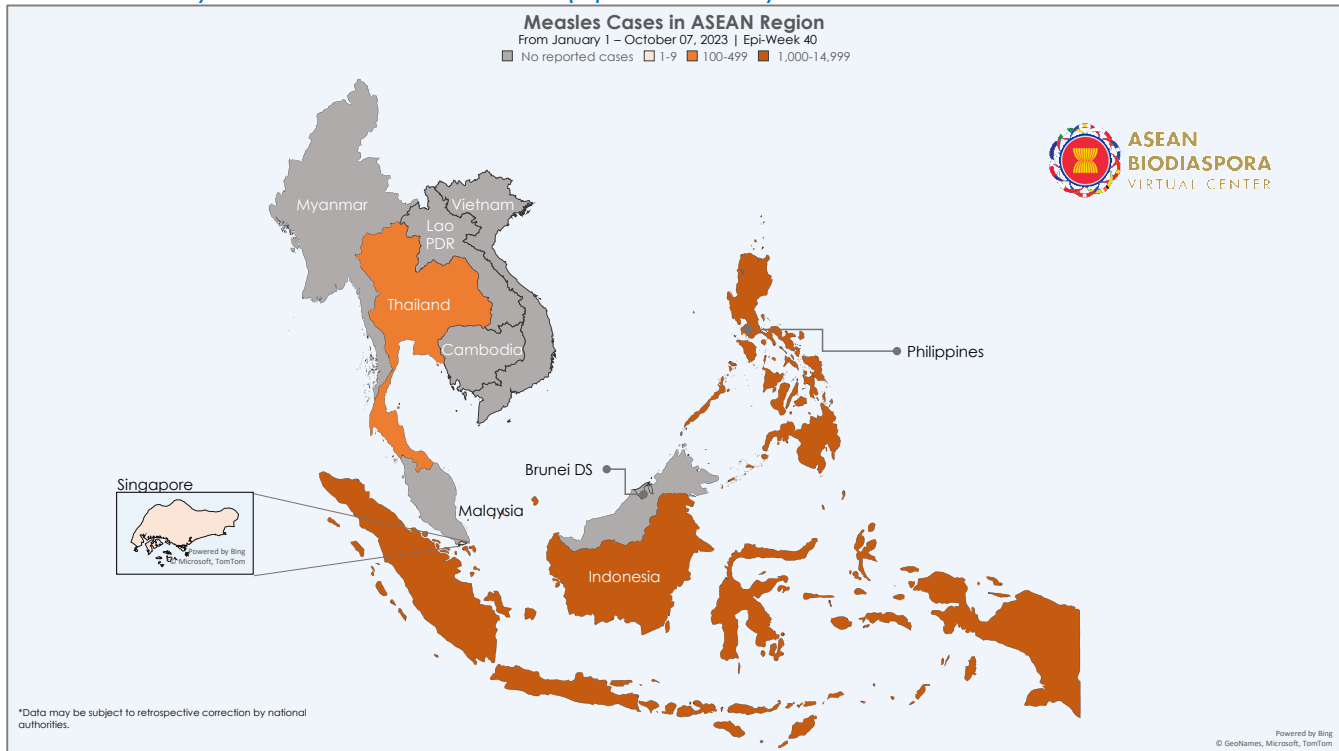 Measles Cases in ASEAN Region
From January 1 – October 07, 2023 | Epi-Week 40
No reported cases 1-9 100-499 1,000-14,999
ASEAN
BIODIASPORA
VIRTUAL CENTER
Myanmar
Vietnam
Lao
PDR
Thailand
Cambodia
Philippines
Brunei DS
Singapore
Malaysia
Powered by Bing
© Microsoft, TomTom
Indonesia
*Data may be subject to retrospective correction by national
authorities.
Powered by Bing
© GeoNames, Microsoft, TomTom